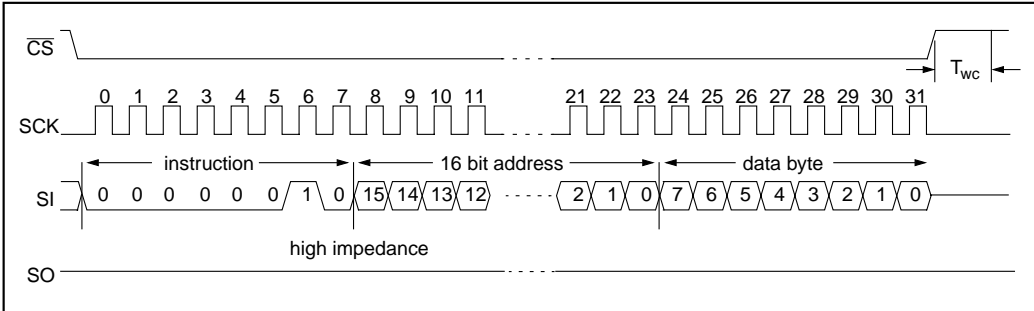 CS
Twc
0 1 2 3 4 5 6 7 8 9 10 11 21 22 23 24 25 26 27 28 29 30 31
SCK
instruction 16 bit address data byte
SI 0 0 0 0 0 0 1 0 15 14 13 12 2 1 0 7 6 5 4 3 2 1 0
high impedance
SO